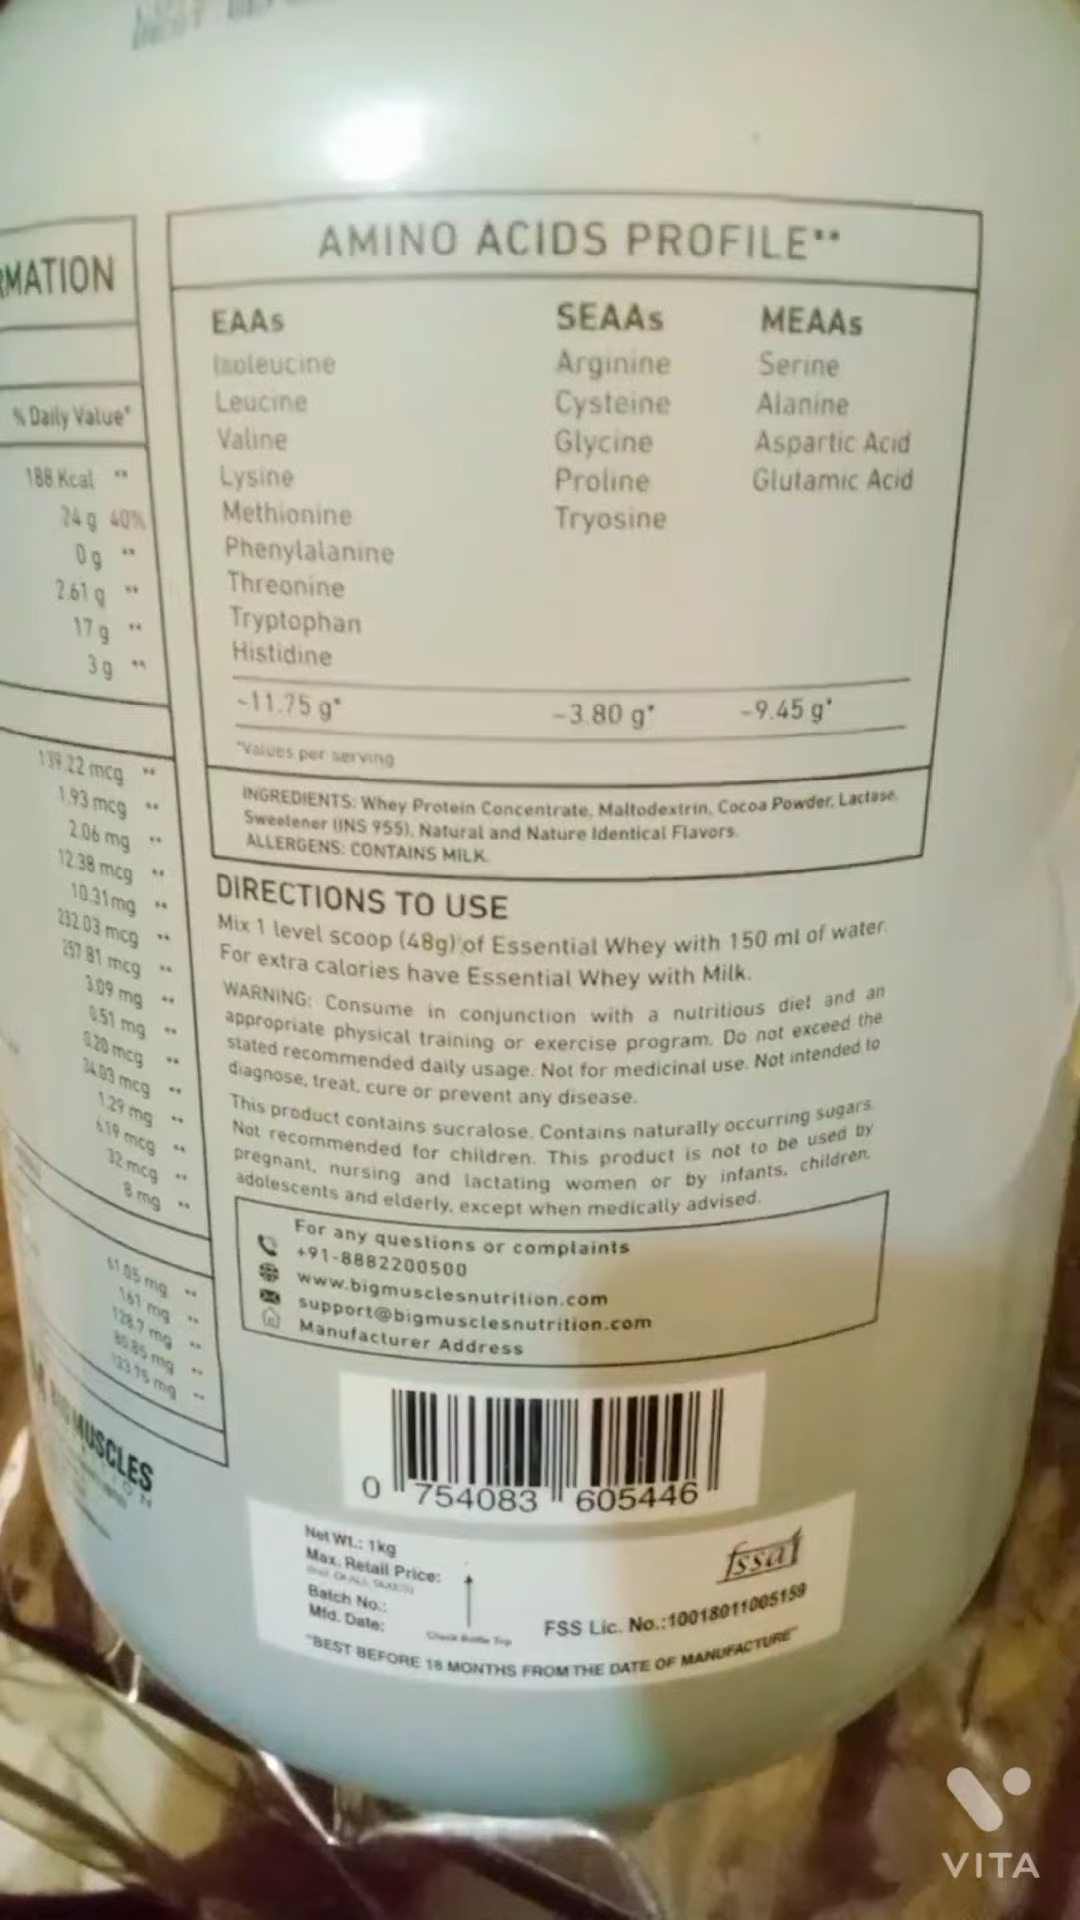 BEST
RMATION
% Daily Value*
188 Kcal **
24 g 40%
0 g **
2.61 g **
17 g **
3 g **
139.22 mcg **
1.93 mcg **
2.06 mg **
12.38 mcg **
10.31mg **
232.03 mcg **
257.81 mcg **
3.09 mg **
0.51 mg **
0.20 mcg **
34.03 mcg **
1.29 mg **
6.19 mcg **
32 mcg **
8 mg **
61.05 mg **
161 mg **
128.7 mg **
80.85 mg **
123.75 mg **
BIG MUSCLES
AMINO ACIDS PROFILE**
EAAs
Isoleucine
Leucine
Valine
Lysine
Methionine
Phenylalanine
Threonine
Tryptophan
Histidine
~11.75 g*
SEAAs
Arginine
Cysteine
Glycine
Proline
Tryosine
~3.80 g*
MEAAs
Serine
Alanine
Aspartic Acid
Glutamic Acid
~9.45 g*
*Values per serving
INGREDIENTS: Whey Protein Concentrate, Maltodextrin, Cocoa Powder, Lactase,
Sweetener (INS 955), Natural and Nature Identical Flavors.
ALLERGENS: CONTAINS MILK.
DIRECTIONS TO USE
Mix 1 level scoop (48g) of Essential Whey with 150 ml of water.
For extra calories have Essential Whey with Milk.
WARNING: Consume in conjunction with a nutritious diet and an
appropriate physical training or exercise program. Do not exceed the
stated recommended daily usage. Not for medicinal use. Not intended to
diagnose, treat, cure or prevent any disease.
This product contains sucralose. Contains naturally occurring sugars.
Not recommended for children. This product is not to be used by
pregnant, nursing and lactating women or by infants, children,
adolescents and elderly, except when medically advised.
For any questions or complaints
+91-8882200500
www.bigmusclesnutrition.com
support@bigmusclesnutrition.com
Manufacturer Address
0 754083 605446
Net Wt.: 1kg
Max. Retail Price:
Batch No.:
Mfd. Date:
Check Bottle Top
fssai
FSS Lic. No.:10018011005159
"BEST BEFORE 18 MONTHS FROM THE DATE OF MANUFACTURE"
VITA